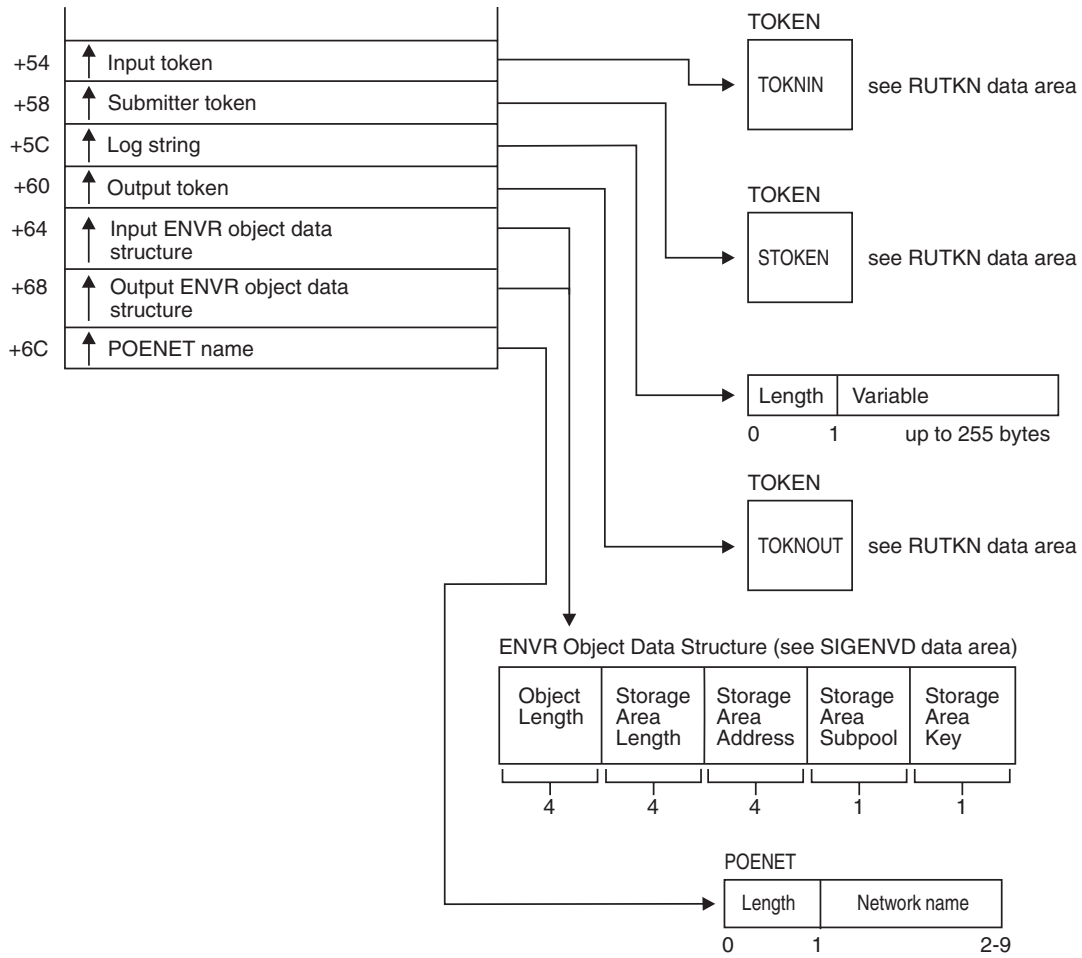 +54
Input token
+58
Submitter token
+5C
Log string
+60
Output token
+64
Input ENVR object data
structure
+68
Output ENVR object data
structure
+6C
POENET name
TOKEN
TOKNIN
see RUTKN data area
TOKEN
STOKEN
see RUTKN data area
Length
Variable
0
1
up to 255 bytes
TOKEN
TOKNOUT
see RUTKN data area
ENVR Object Data Structure (see SIGENVD data area)
Object
Length
Storage
Area
Length
Storage
Area
Address
Storage
Area
Subpool
Storage
Area
Key
4
4
4
1
1
POENET
Length
Network name
0
1
2-9